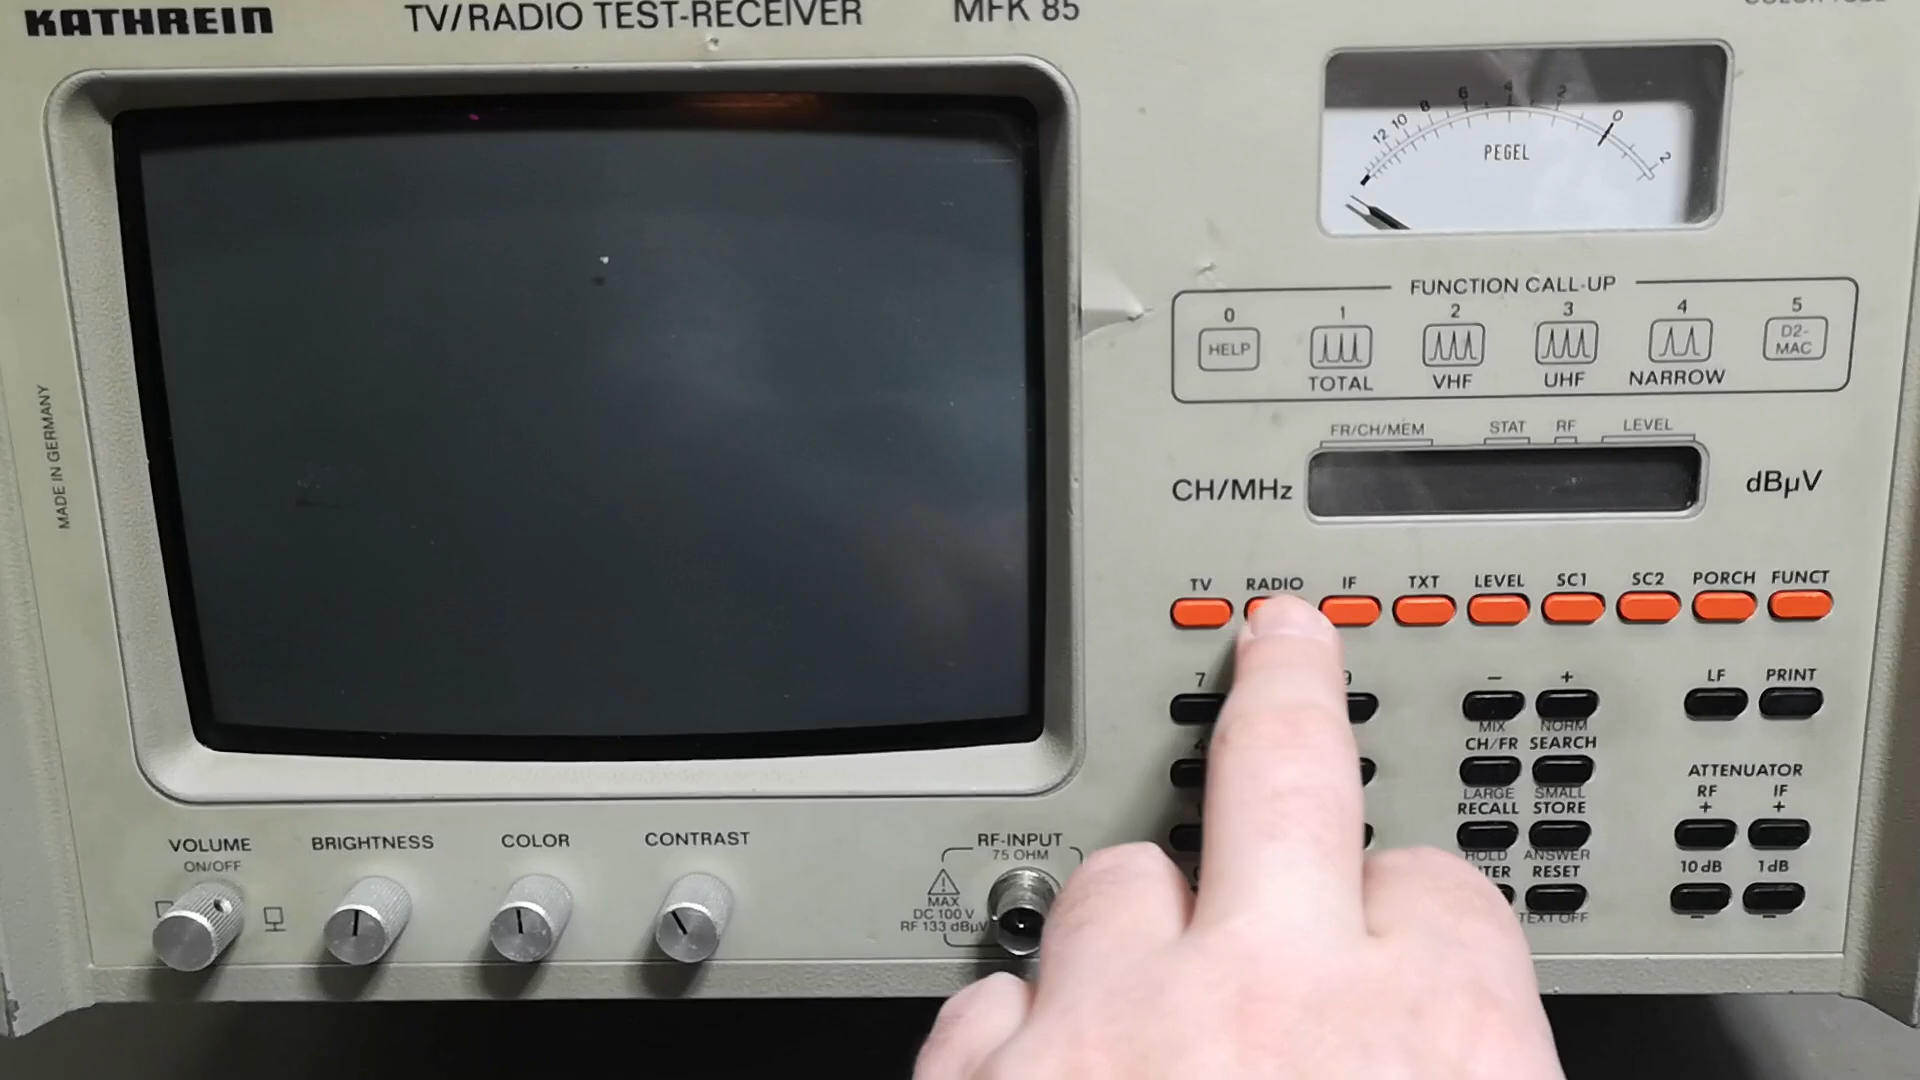 KATHREIN
TV/RADIO TEST-RECEIVER MFK 85
12 10 8 6 4 2 0 2
PEGEL
FUNCTION CALL-UP
0 1 2 3 4 5
HELP
D2-
MAC
TOTAL VHF UHF NARROW
MADE IN GERMANY
FR/CH/MEM STAT RF LEVEL
CH/MHz
dBµV
TV RADIO IF TXT LEVEL SC1 SC2 PORCH FUNCT
7 9
− +
LF PRINT
MIX NORM
CH/FR SEARCH
LARGE SMALL
RECALL STORE
HOLD ANSWER
RESET
TEXT OFF
ATTENUATOR
RF IF
+ +
10 dB 1 dB
− −
VOLUME
ON/OFF
BRIGHTNESS
COLOR
CONTRAST
RF-INPUT
75 OHM
MAX
DC 100 V
RF 133 dBµV